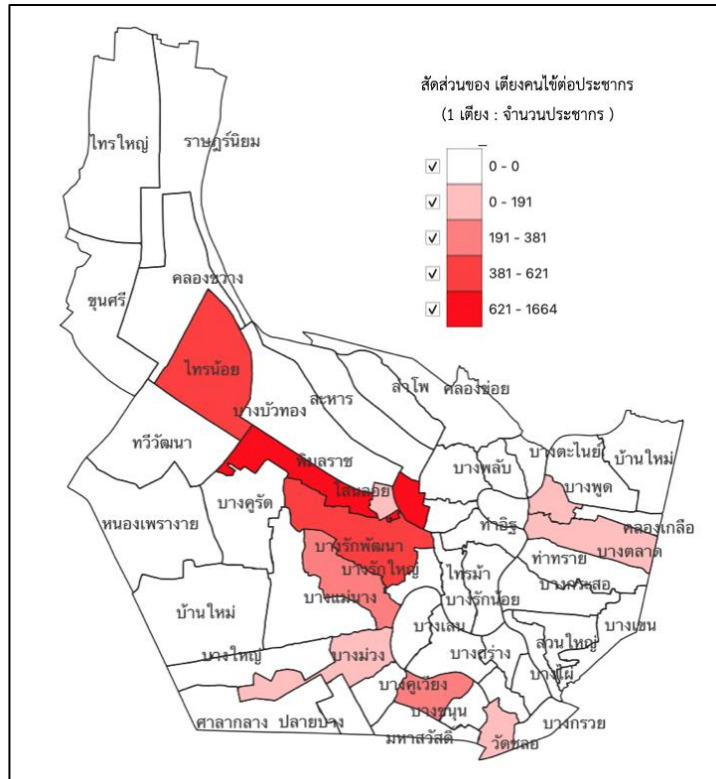 สัดส่วนของ เตียงคนไข้ต่อประชากร
(1 เตียง : จำนวนประชากร )
0 - 0
0 - 191
191 - 381
381 - 621
621 - 1664
ไทรใหญ่
ราษฎร์นิยม
คลองขวาง
ขุนศรี
ไทรน้อย
ลำโพ
คลองข่อย
ละหาร
บางบัวทอง
ทวีวัฒนา
พิมลราช
บางพลับ
บางตะไนย์
บ้านใหม่
บางพูด
โสนลอย
บางคูรัด
หนองเพรางาย
ท่าอิฐ
คลองเกลือ
บางตลาด
บางรักพัฒนา
ท่าทราย
บางรักใหญ่
ไทรม้า
บางกระสอ
บางแม่นาง
บางรักน้อย
บ้านใหม่
บางเลน
สวนใหญ่
บางเขน
บางใหญ่
บางม่วง
บางกร่าง
บางไผ่
บางคูเวียง
บางขนุน
ศาลากลาง
ปลายบาง
มหาสวัสดิ์
วัดชลอ
บางกรวย